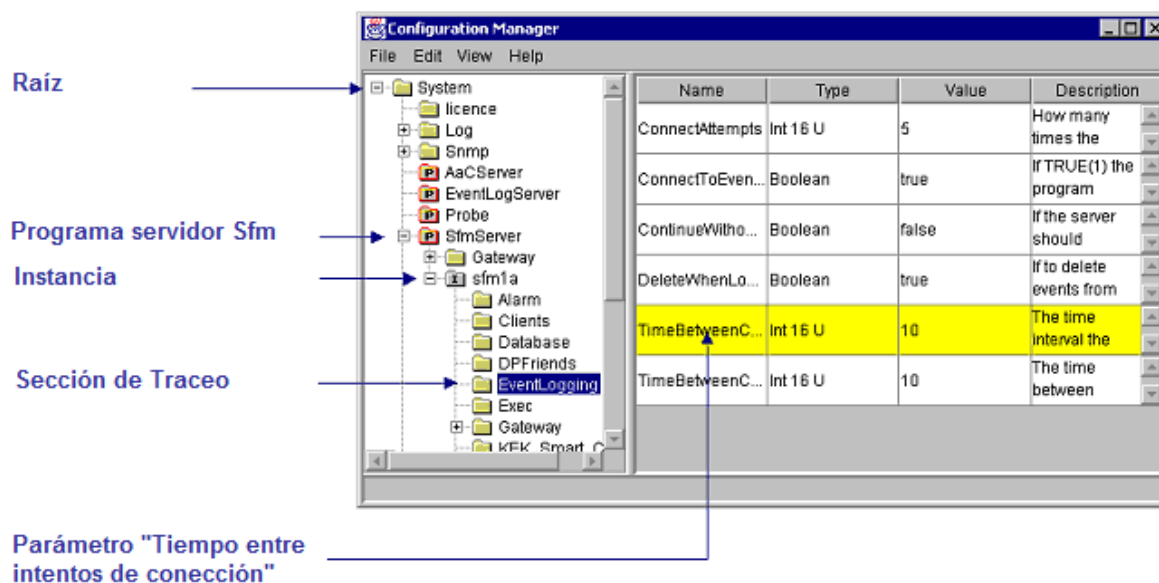 Configuration Manager
File Edit View Help
Raíz
System
licence
Log
Snmp
AaCServer
EventLogServer
Probe
Programa servidor Sfm
SfmServer
Gateway
Instancia
sfm1a
Alarm
Clients
Database
DPFriends
Sección de Traceo
EventLogging
Exec
Gateway
KEK_Smart_C
Name Type Value Description
ConnectAttempts Int 16 U 5 How many
times the
ConnectToEven... Boolean true If TRUE(1) the
program
ContinueWitho... Boolean false If the server
should
DeleteWhenLo... Boolean true If to delete
events from
TimeBetweenC... Int 16 U 10 The time
interval the
TimeBetweenC... Int 16 U 10 The time
between
Parámetro "Tiempo entre
intentos de conección"